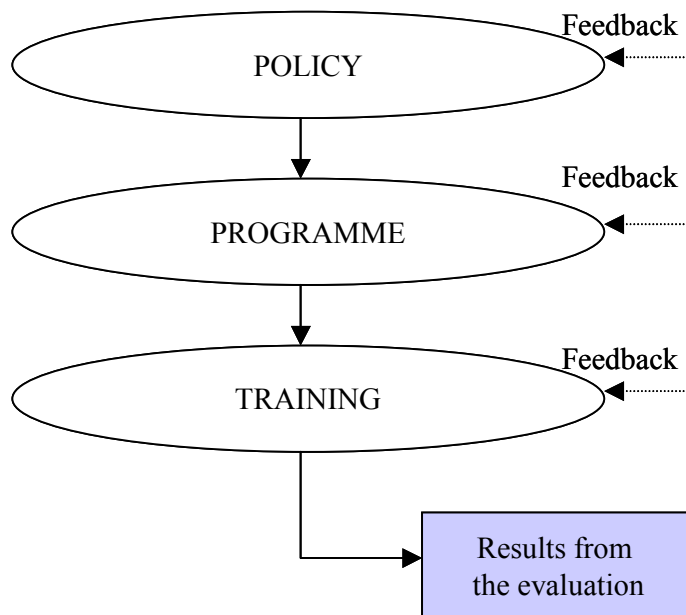 Feedback
POLICY
Feedback
PROGRAMME
Feedback
TRAINING
Results from
the evaluation